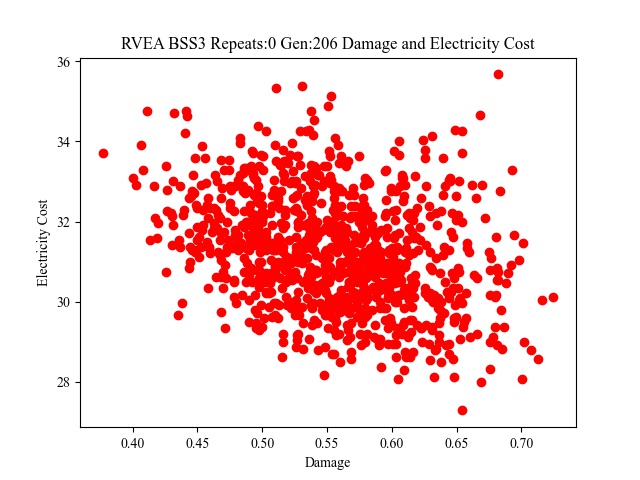 RVEA BSS3 Repeats:0 Gen:206 Damage and Electricity Cost
36
34
32
30
28
Electricity Cost
0.40 0.45 0.50 0.55 0.60 0.65 0.70
Damage